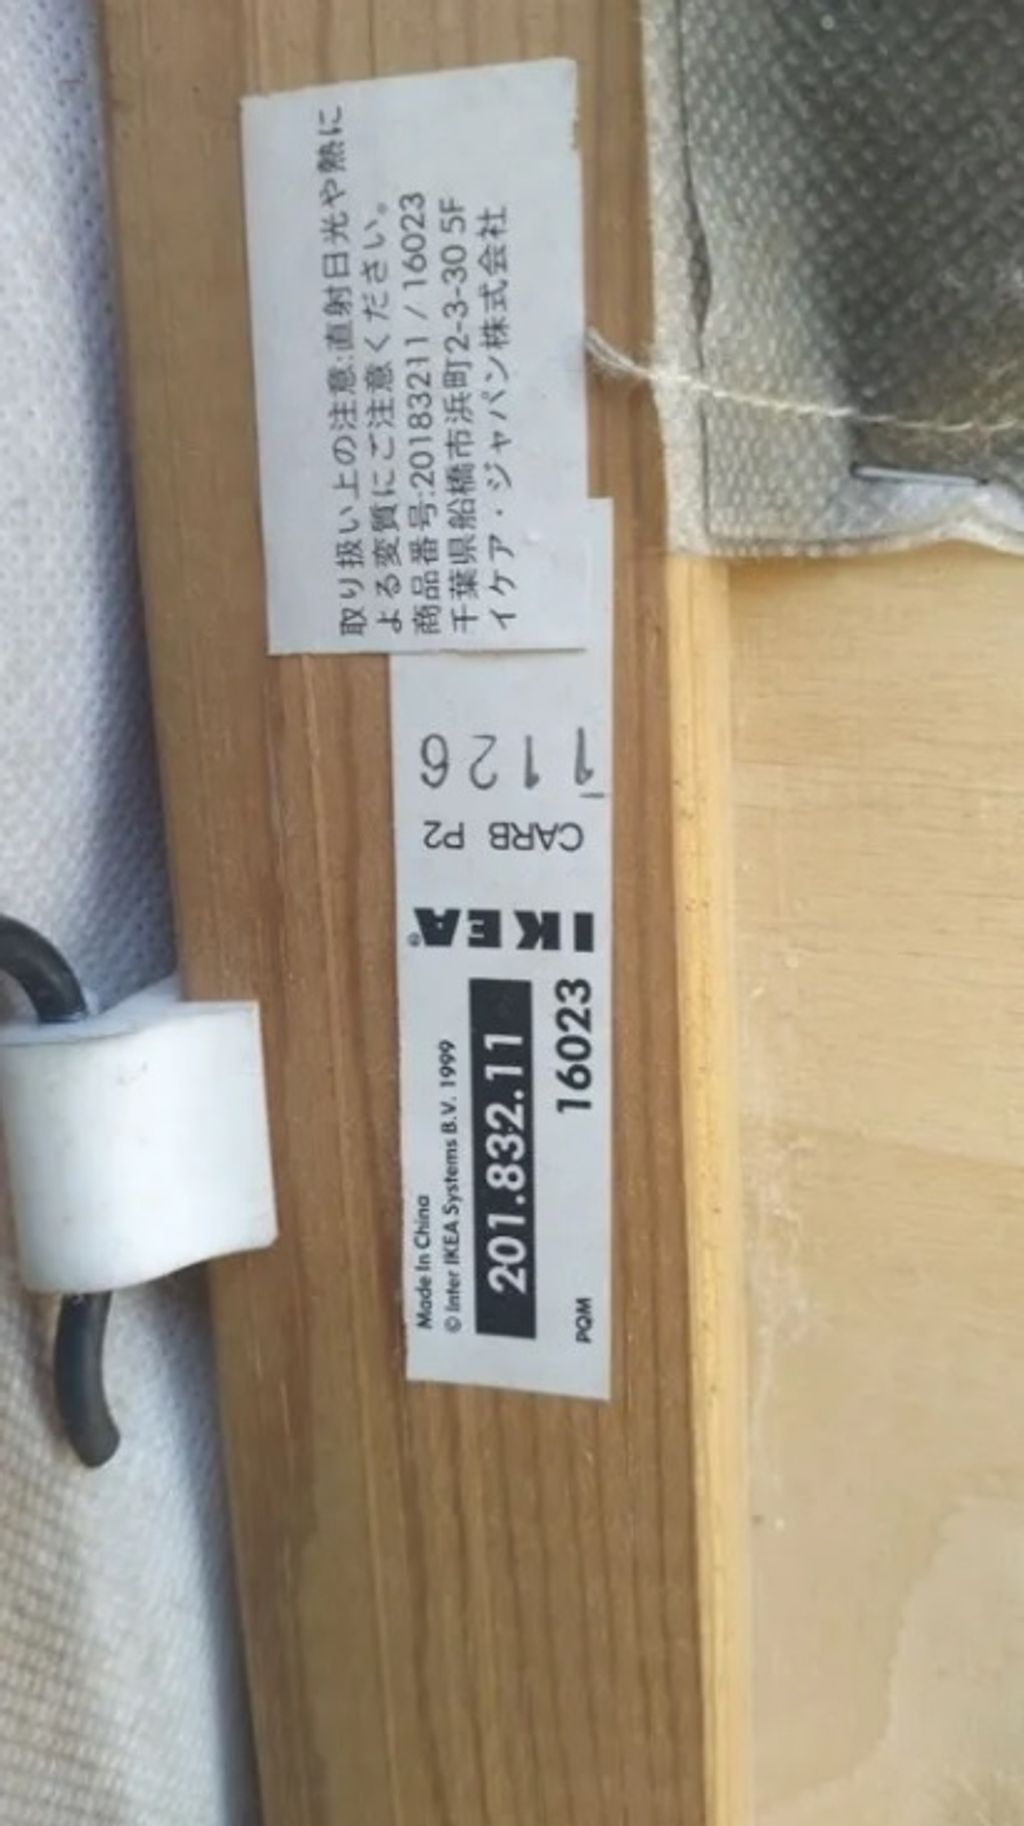 取り扱い上の注意:直射日光や熱に
よる変質にご注意ください。
商品番号:20183211 / 16023
千葉県船橋市浜町2-3-30 5F
イケア・ジャパン株式会社
1126
CARB P2
IKEA®
Made In China
© Inter IKEA Systems B.V. 1999
201.832.11
16023
PQM